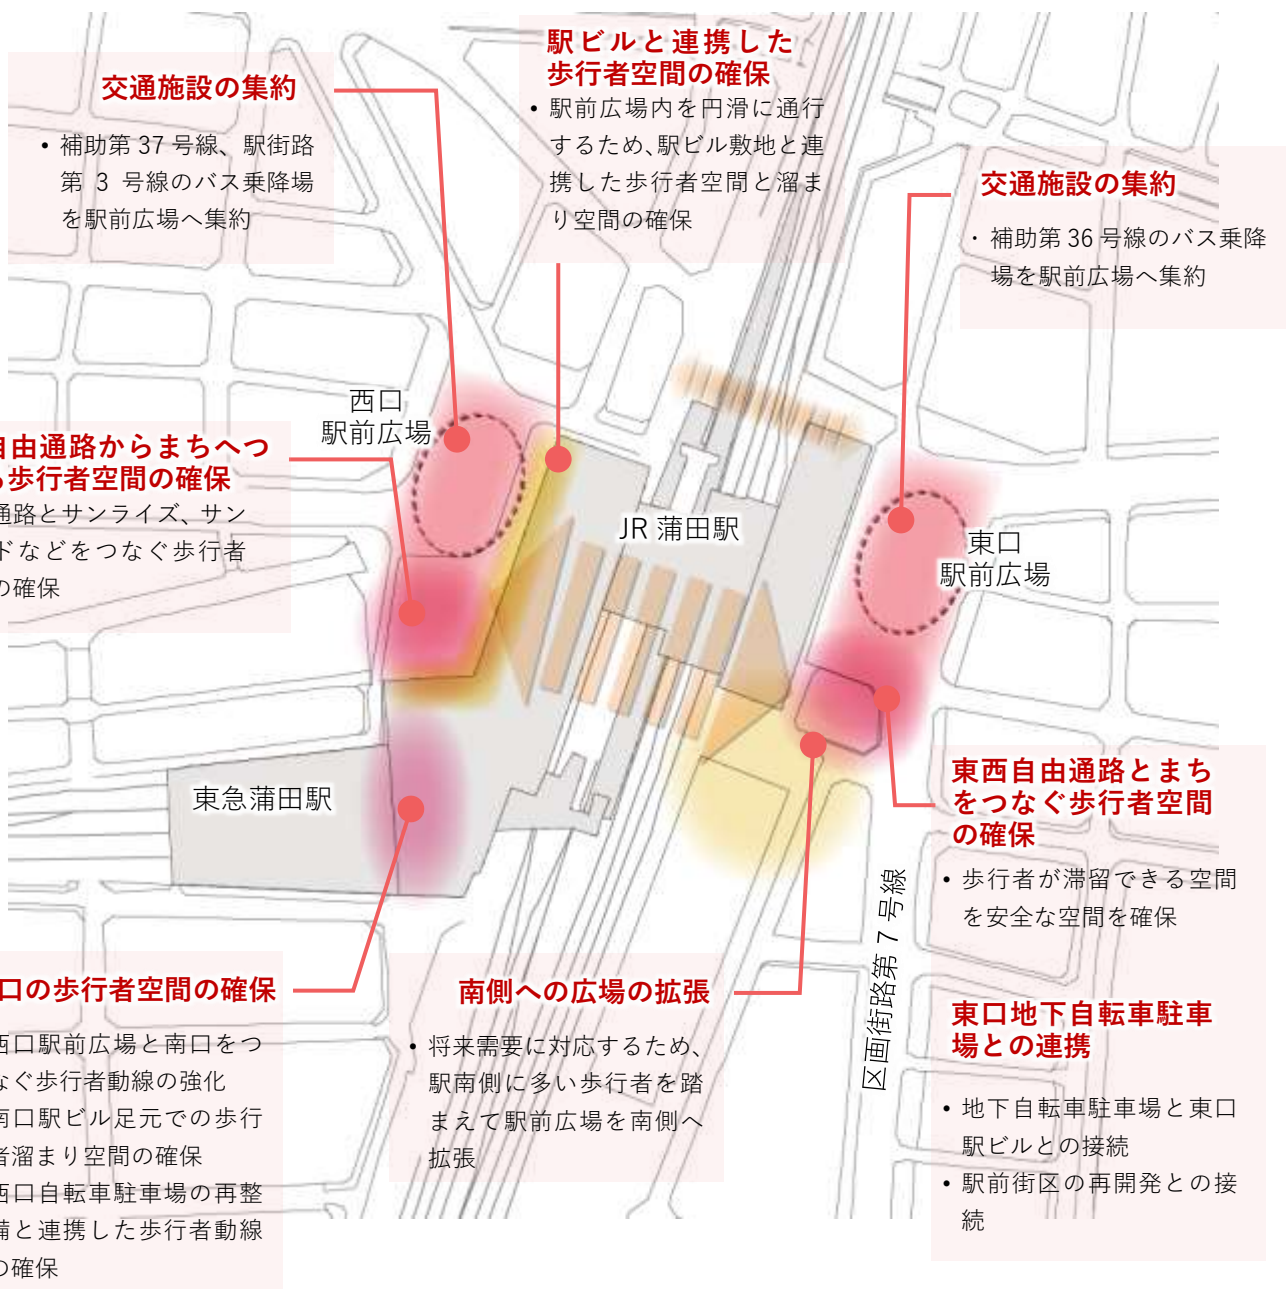 駅ビルと連携した
歩行者空間の確保
• 駅前広場内を円滑に通行
するため、駅ビル敷地と連
携した歩行者空間と溜ま
り空間の確保
交通施設の集約
• 補助第 37 号線、駅街路
第 3 号線のバス乗降場
を駅前広場へ集約
交通施設の集約
・ 補助第 36 号線のバス乗降
場を駅前広場へ集約
西口
駅前広場
自由通路からまちへつ
る歩行者空間の確保
通路とサンライズ、サン
ドなどをつなぐ歩行者
の確保
JR 蒲田駅
東口
駅前広場
東急蒲田駅
東西自由通路とまち
をつなぐ歩行者空間
の確保
• 歩行者が滞留できる空間
を安全な空間を確保
区画街路第 7 号線
口の歩行者空間の確保
西口駅前広場と南口をつ
なぐ歩行者動線の強化
南口駅ビル足元での歩行
者溜まり空間の確保
西口自転車駐車場の再整
備と連携した歩行者動線
の確保
南側への広場の拡張
• 将来需要に対応するため、
駅南側に多い歩行者を踏
まえて駅前広場を南側へ
拡張
東口地下自転車駐車
場との連携
• 地下自転車駐車場と東口
駅ビルとの接続
• 駅前街区の再開発との接
続